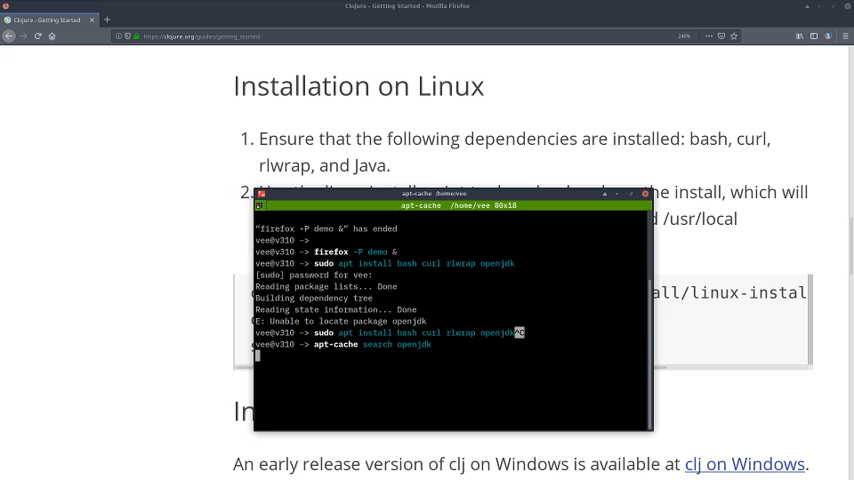 Clojure - Getting Started - Mozilla Firefox
Clojure - Getting Started
https://clojure.org/guides/getting_started
240%
Installation on Linux
1. Ensure that the following dependencies are installed: bash, curl,
rlwrap, and Java.
the install, which will
/usr/local
all/linux-instal
apt-cache /home/vee
apt-cache /home/vee 80x18
"firefox -P demo &" has ended
vee@v310 ->
vee@v310 -> firefox -P demo &
vee@v310 -> sudo apt install bash curl rlwrap openjdk
[sudo] password for vee:
Reading package lists... Done
Building dependency tree
Reading state information... Done
E: Unable to locate package openjdk
vee@v310 -> sudo apt install bash curl rlwrap openjdk^C
vee@v310 -> apt-cache search openjdk
An early release version of clj on Windows is available at clj on Windows.